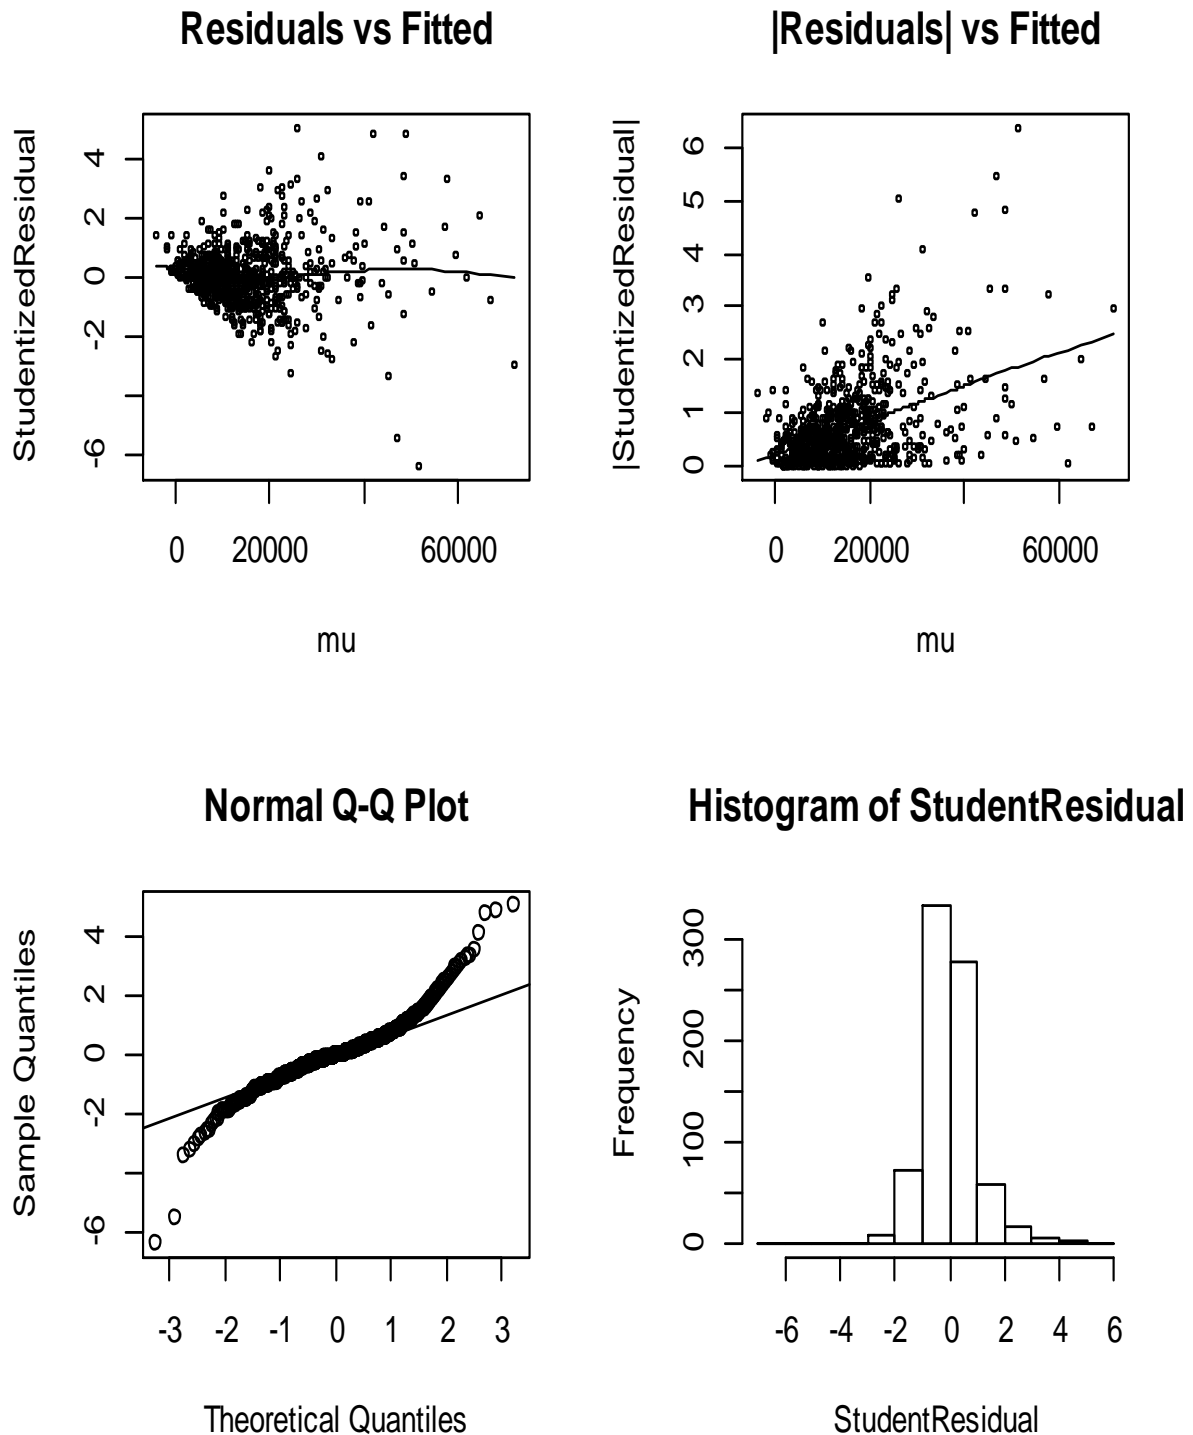 Residuals vs Fitted
StudentizedResidual
4
2
0
-2
-6
0 20000 60000
mu
|Residuals| vs Fitted
|StudentizedResidual|
6
5
4
3
2
1
0
0 20000 60000
mu
Normal Q-Q Plot
Sample Quantiles
4
2
0
-2
-6
-3 -2 -1 0 1 2 3
Theoretical Quantiles
Histogram of StudentResidual
Frequency
300
200
100
0
-6 -4 -2 0 2 4 6
StudentResidual